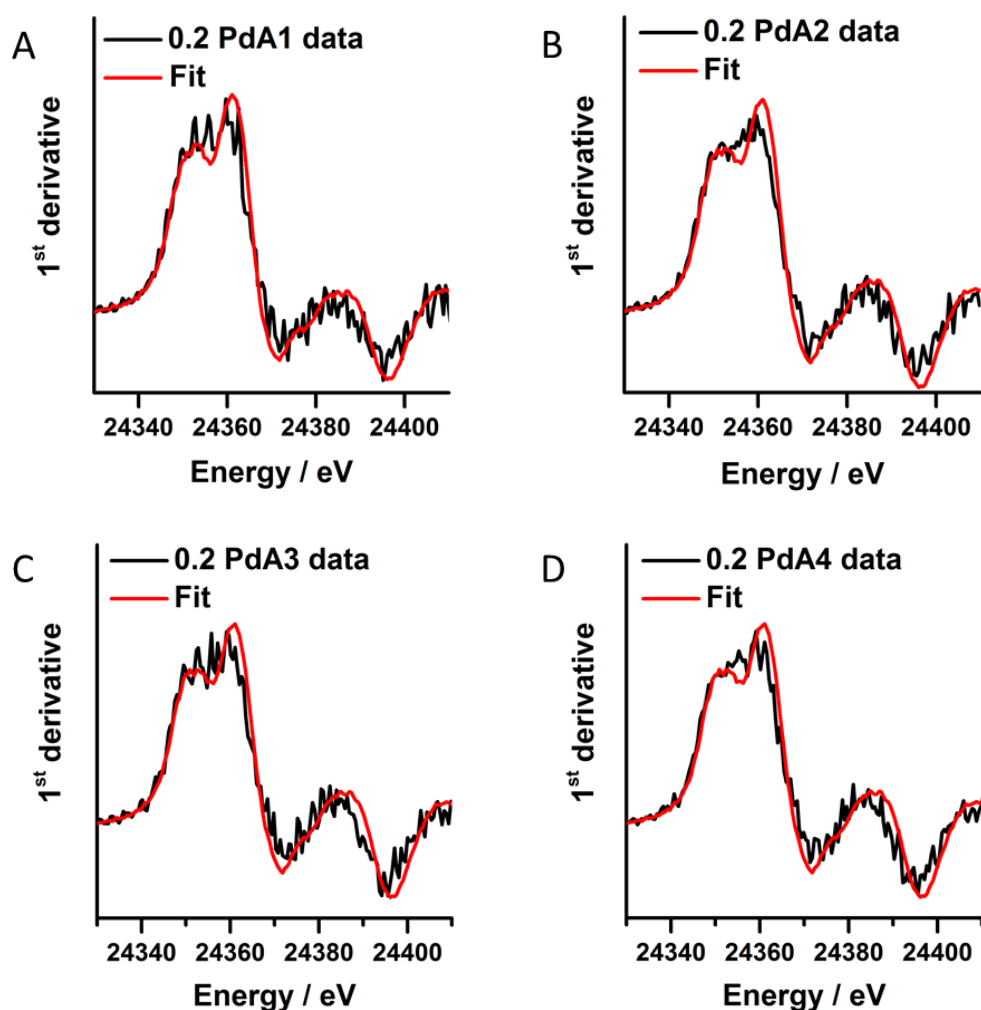 A
0.2 PdA1 data
Fit
1st derivative
24340 24360 24380 24400
Energy / eV
B
0.2 PdA2 data
Fit
1st derivative
24340 24360 24380 24400
Energy / eV
C
0.2 PdA3 data
Fit
1st derivative
24340 24360 24380 24400
Energy / eV
D
0.2 PdA4 data
Fit
1st derivative
24340 24360 24380 24400
Energy / eV